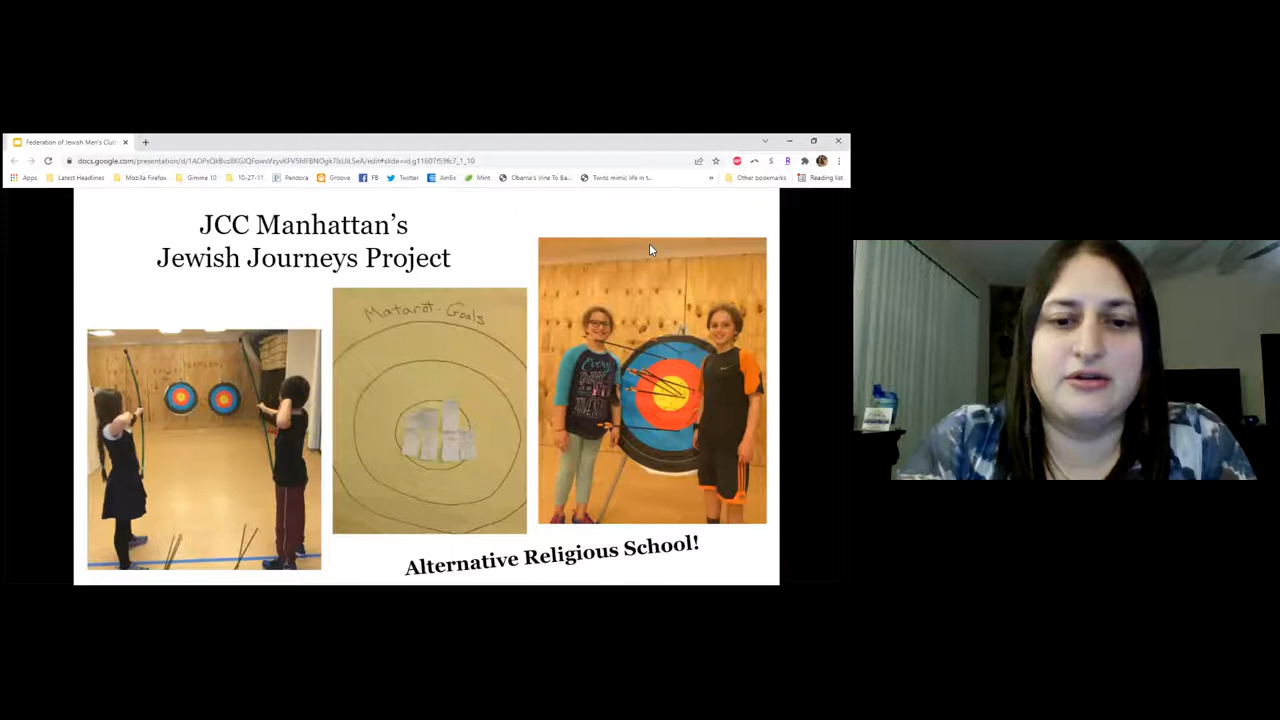 Federation of Jewish Men's Club
docs.google.com/presentation/d/
Apps
Latest Headlines
Mozilla Firefox
Gimme 10
10-27-11
Pandora
Groove
FB
Twitter
AmEx
Mint
Obama's Vine To Ba...
Twins mimic life in t...
»
Other bookmarks
Reading list
JCC Manhattan's
Jewish Journeys Project
Matarot - Goals
Alternative Religious School!